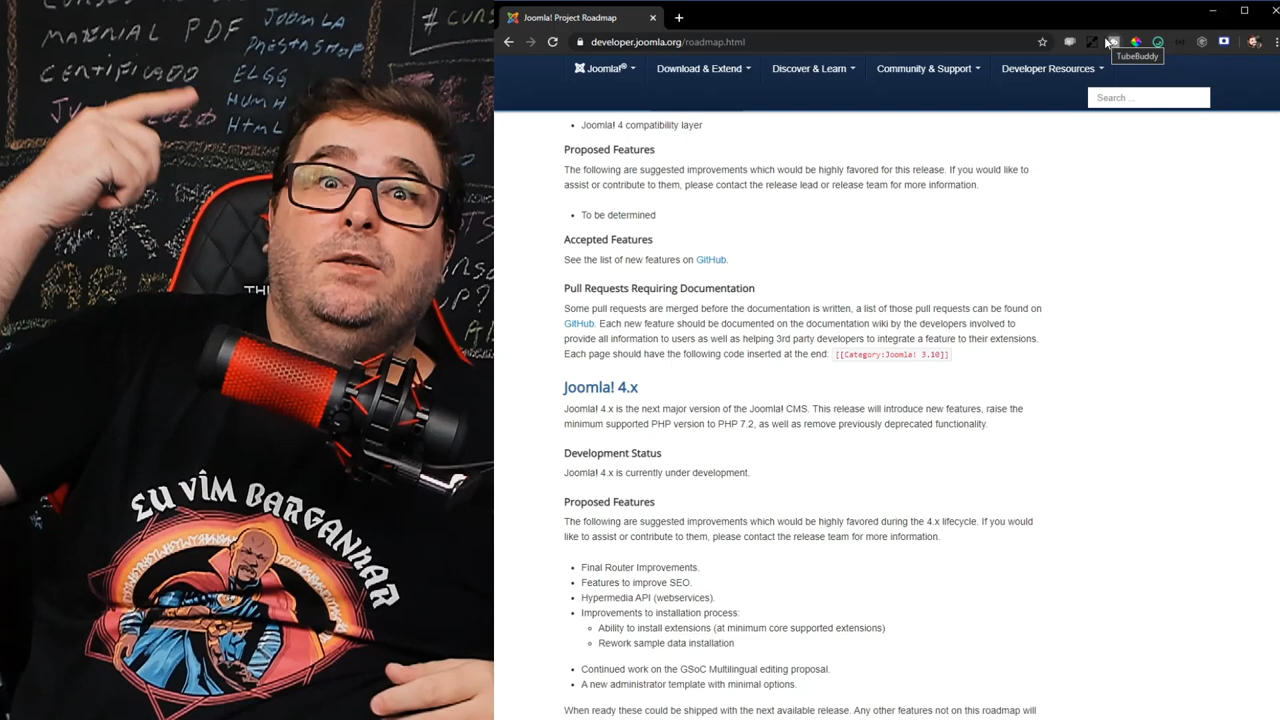 MATERIAL PDF
CERTIFICADO
JOOMLA
PRESTASHOP
ELGG
HUMH
HTML
# CURS
EU VIM BARGANHAR
Joomla! Project Roadmap
developer.joomla.org/roadmap.html
TubeBuddy
Joomla!®
Download & Extend
Discover & Learn
Community & Support
Developer Resources
Search ...
Joomla! 4 compatibility layer
Proposed Features
The following are suggested improvements which would be highly favored for this release. If you would like to
assist or contribute to them, please contact the release lead or release team for more information.
To be determined
Accepted Features
See the list of new features on GitHub.
Pull Requests Requiring Documentation
Some pull requests are merged before the documentation is written, a list of those pull requests can be found on
GitHub. Each new feature should be documented on the documentation wiki by the developers involved to
provide all information to users as well as helping 3rd party developers to integrate a feature to their extensions.
Each page should have the following code inserted at the end: [[Category:Joomla! 3.10]]
Joomla! 4.x
Joomla! 4.x is the next major version of the Joomla! CMS. This release will introduce new features, raise the
minimum supported PHP version to PHP 7.2, as well as remove previously deprecated functionality.
Development Status
Joomla! 4.x is currently under development.
Proposed Features
The following are suggested improvements which would be highly favored during the 4.x lifecycle. If you would
like to assist or contribute to them, please contact the release team for more information.
Final Router Improvements.
Features to improve SEO.
Hypermedia API (webservices).
Improvements to installation process:
Ability to install extensions (at minimum core supported extensions)
Rework sample data installation
Continued work on the GSoC Multilingual editing proposal.
A new administrator template with minimal options.
When ready these could be shipped with the next available release. Any other features not on this roadmap will